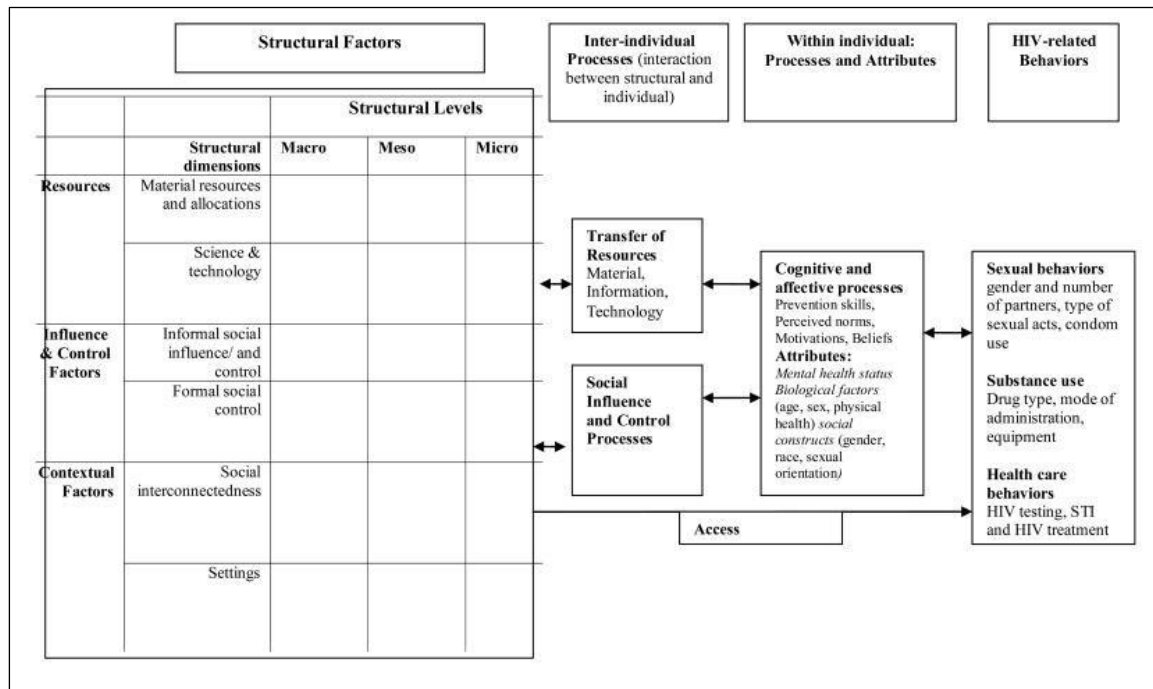 Structural Factors
Inter-individual
Processes (interaction
between structural and
individual)
Within individual:
Processes and Attributes
HIV-related
Behaviors
Structural Levels
Structural
dimensions
Macro
Meso
Micro
Resources
Material resources
and allocations
Science &
technology
Influence
& Control
Factors
Informal social
influence/ and
control
Formal social
control
Contextual
Factors
Social
interconnectedness
Settings
Transfer of
Resources
Material,
Information,
Technology
Social
Influence
and Control
Processes
Cognitive and
affective processes
Prevention skills,
Perceived norms,
Motivations, Beliefs
Attributes:
Mental health status
Biological factors
(age, sex, physical
health) social
constructs (gender,
race, sexual
orientation)
Sexual behaviors
gender and number
of partners, type of
sexual acts, condom
use
Substance use
Drug type, mode of
administration,
equipment
Health care
behaviors
HIV testing, STI
and HIV treatment
Access